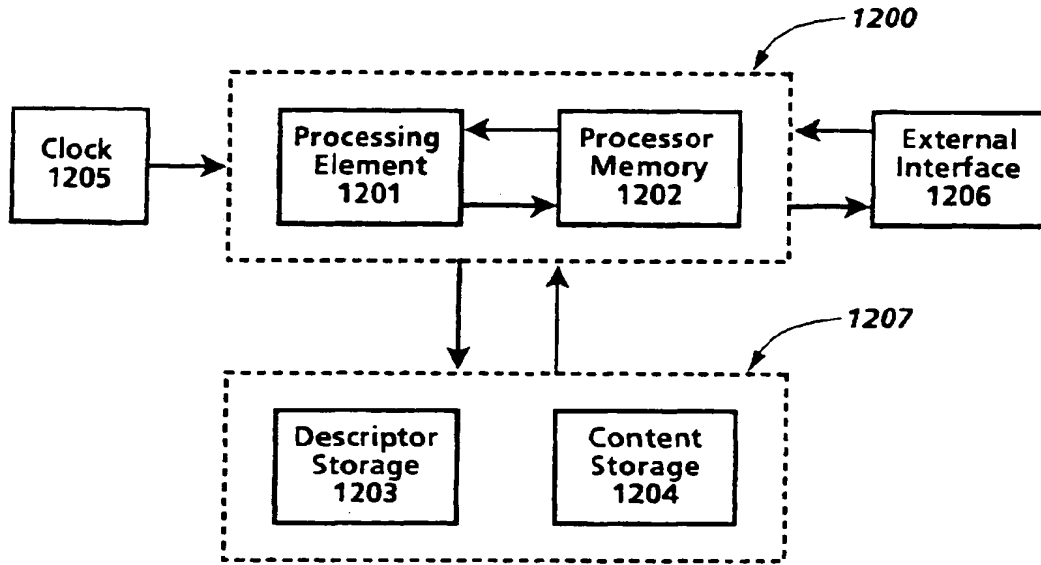 1200
Clock
1205
Processing
Element
1201
Processor
Memory
1202
External
Interface
1206
1207
Descriptor
Storage
1203
Content
Storage
1204